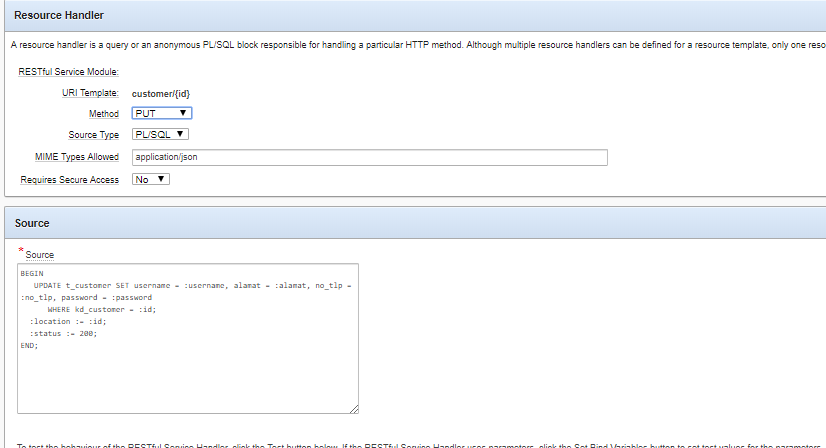 Resource Handler
A resource handler is a query or an anonymous PL/SQL block responsible for handling a particular HTTP method. Although multiple resource handlers can be defined for a resource template, only one reso
RESTful Service Module:
URI Template: customer/{id}
Method PUT
Source Type PL/SQL
MIME Types Allowed application/json
Requires Secure Access No
Source
* Source
BEGIN
UPDATE t_customer SET username = :username, alamat = :alamat, no_tlp =
:no_tlp, password = :password
WHERE kd_customer = :id;
:location := :id;
:status := 200;
END;
To test the behaviour of the RESTful Service Handler, click the Test button below. If the RESTful Service Handler uses parameters, click the Set Bind Variables button to set test values for the parameters